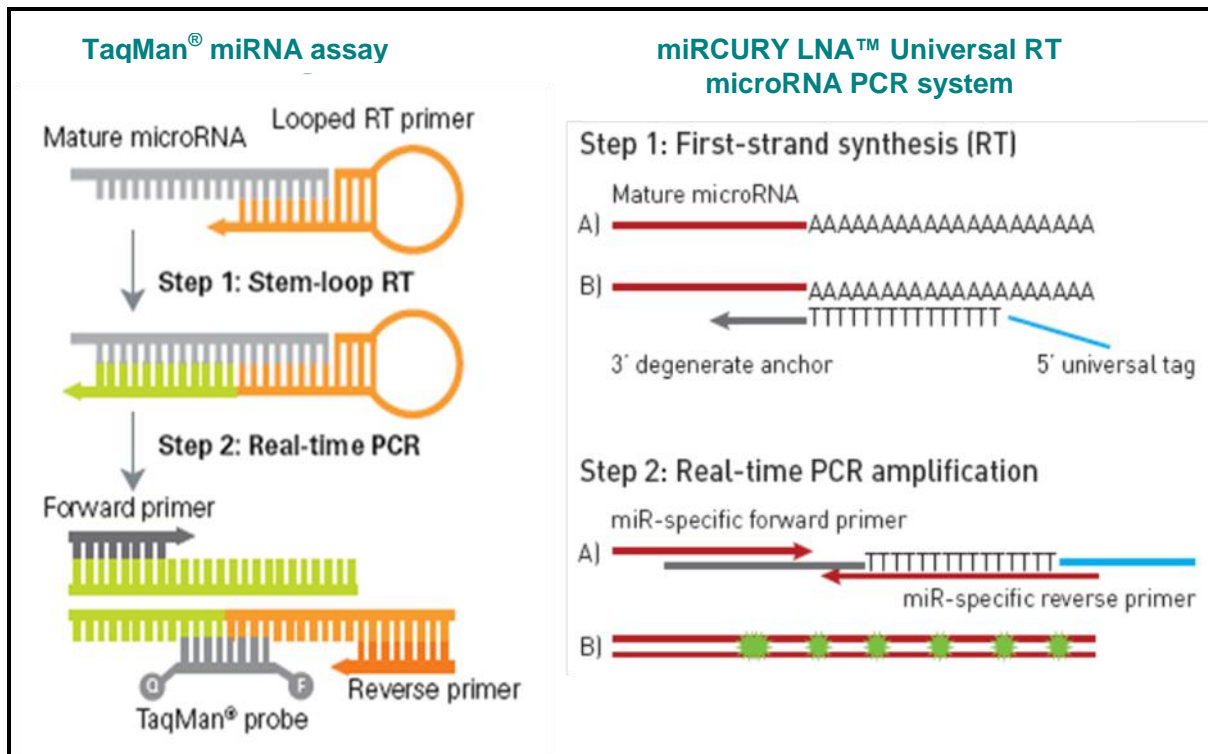 TaqMan® miRNA assay
Mature microRNA
Looped RT primer
Step 1: Stem-loop RT
Step 2: Real-time PCR
Forward primer
Q
F
Reverse primer
TaqMan® probe
miRCURY LNA™ Universal RT
microRNA PCR system
Step 1: First-strand synthesis (RT)
Mature microRNA
A) AAAAAAAAAAAAAAAAAAAA
B) AAAAAAAAAAAAAAAAAAAA
TTTTTTTTTTTTTTT
3´ degenerate anchor
5´ universal tag
Step 2: Real-time PCR amplification
miR-specific forward primer
A) TTTTTTTTTTTTTTT
miR-specific reverse primer
B)